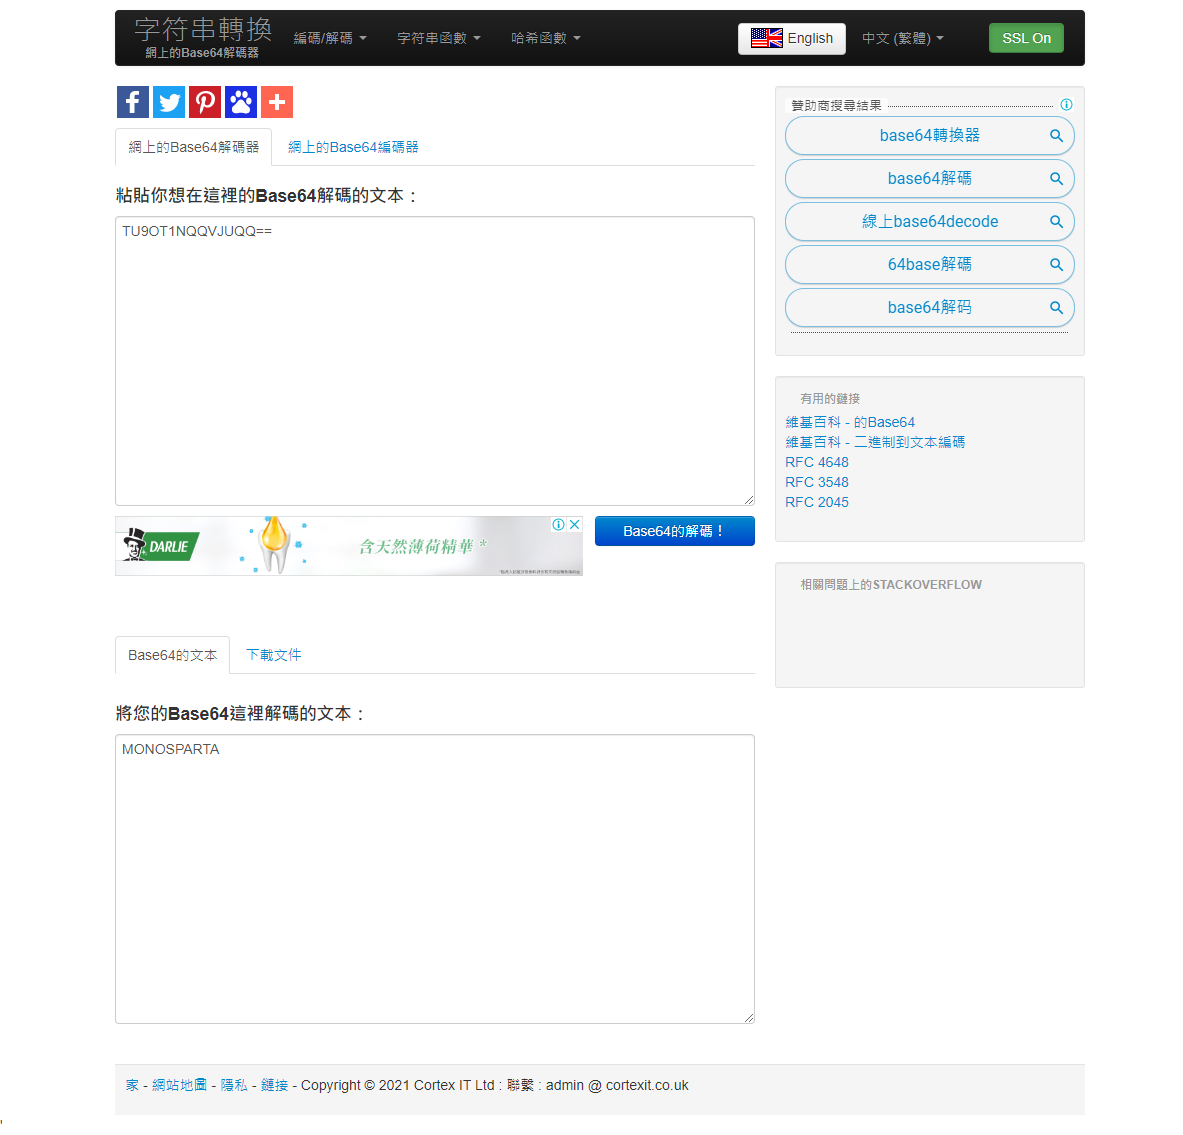 字符串轉換
網上的Base64解碼器
編碼/解碼
字符串函數
哈希函數
English
中文 (繁體)
SSL On
網上的Base64解碼器
網上的Base64編碼器
粘貼你想在這裡的Base64解碼的文本：
TU9OT1NQQVJUQQ==
DARLIE
含天然薄荷精華 *
Base64的解碼！
Base64的文本
下載文件
將您的Base64這裡解碼的文本：
MONOSPARTA
贊助商搜尋結果
base64轉換器
base64解碼
線上base64decode
64base解碼
base64解码
有用的鏈接
維基百科 - 的Base64
維基百科 - 二進制到文本編碼
RFC 4648
RFC 3548
RFC 2045
相關問題上的STACKOVERFLOW
家 - 網站地圖 - 隱私 - 鏈接 - Copyright © 2021 Cortex IT Ltd : 聯繫 : admin @ cortexit.co.uk